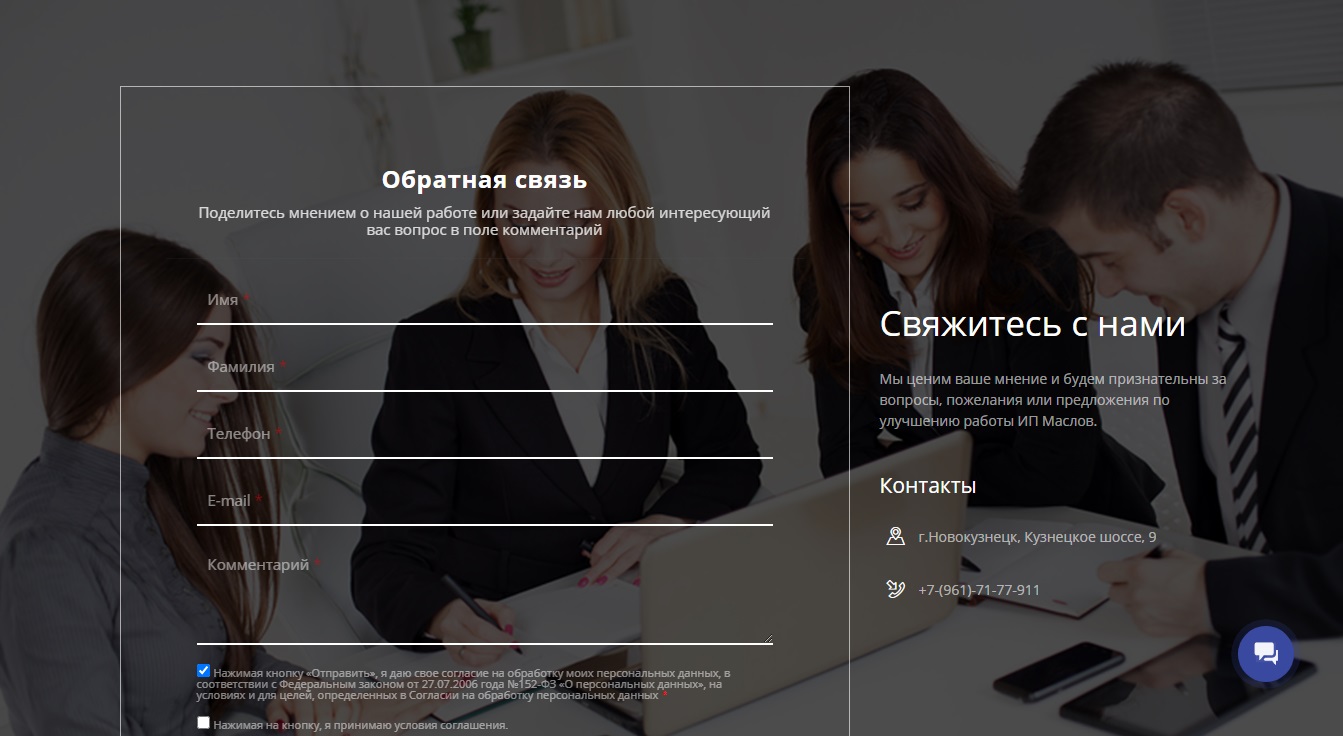 Обратная связь
Поделитесь мнением о нашей работе или задайте нам любой интересующий
вас вопрос в поле комментарий
Имя *
Фамилия *
Телефон *
E-mail *
Комментарий *
Нажимая кнопку «Отправить», я даю свое согласие на обработку моих персональных данных, в
соответствии с Федеральным законом от 27.07.2006 года №152-ФЗ «О персональных данных», на
условиях и для целей, определенных в Согласии на обработку персональных данных *
Нажимая на кнопку, я принимаю условия соглашения.
Свяжитесь с нами
Мы ценим ваше мнение и будем признательны за
вопросы, пожелания или предложения по
улучшению работы ИП Маслов.
Контакты
г.Новокузнецк, Кузнецкое шоссе, 9
+7-(961)-71-77-911